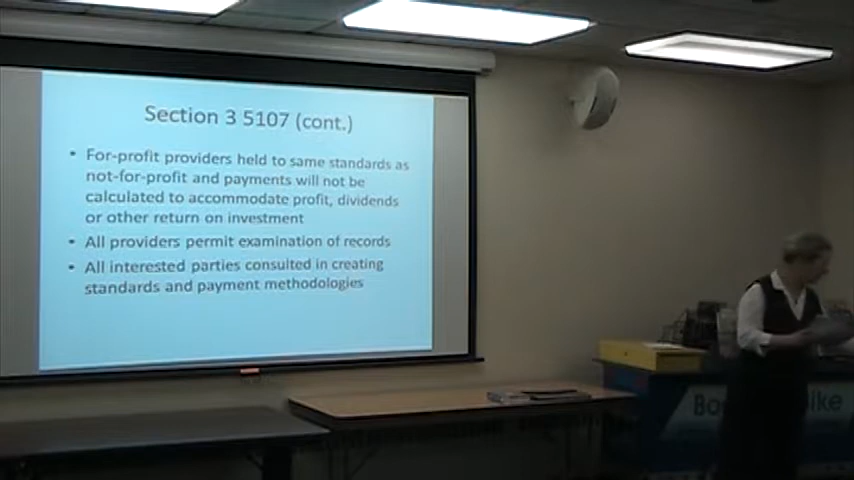 Section 3 5107 (cont.)
• For-profit providers held to same standards as
not-for-profit and payments will not be
calculated to accommodate profit, dividends
or other return on investment
• All providers permit examination of records
• All interested parties consulted in creating
standards and payment methodologies